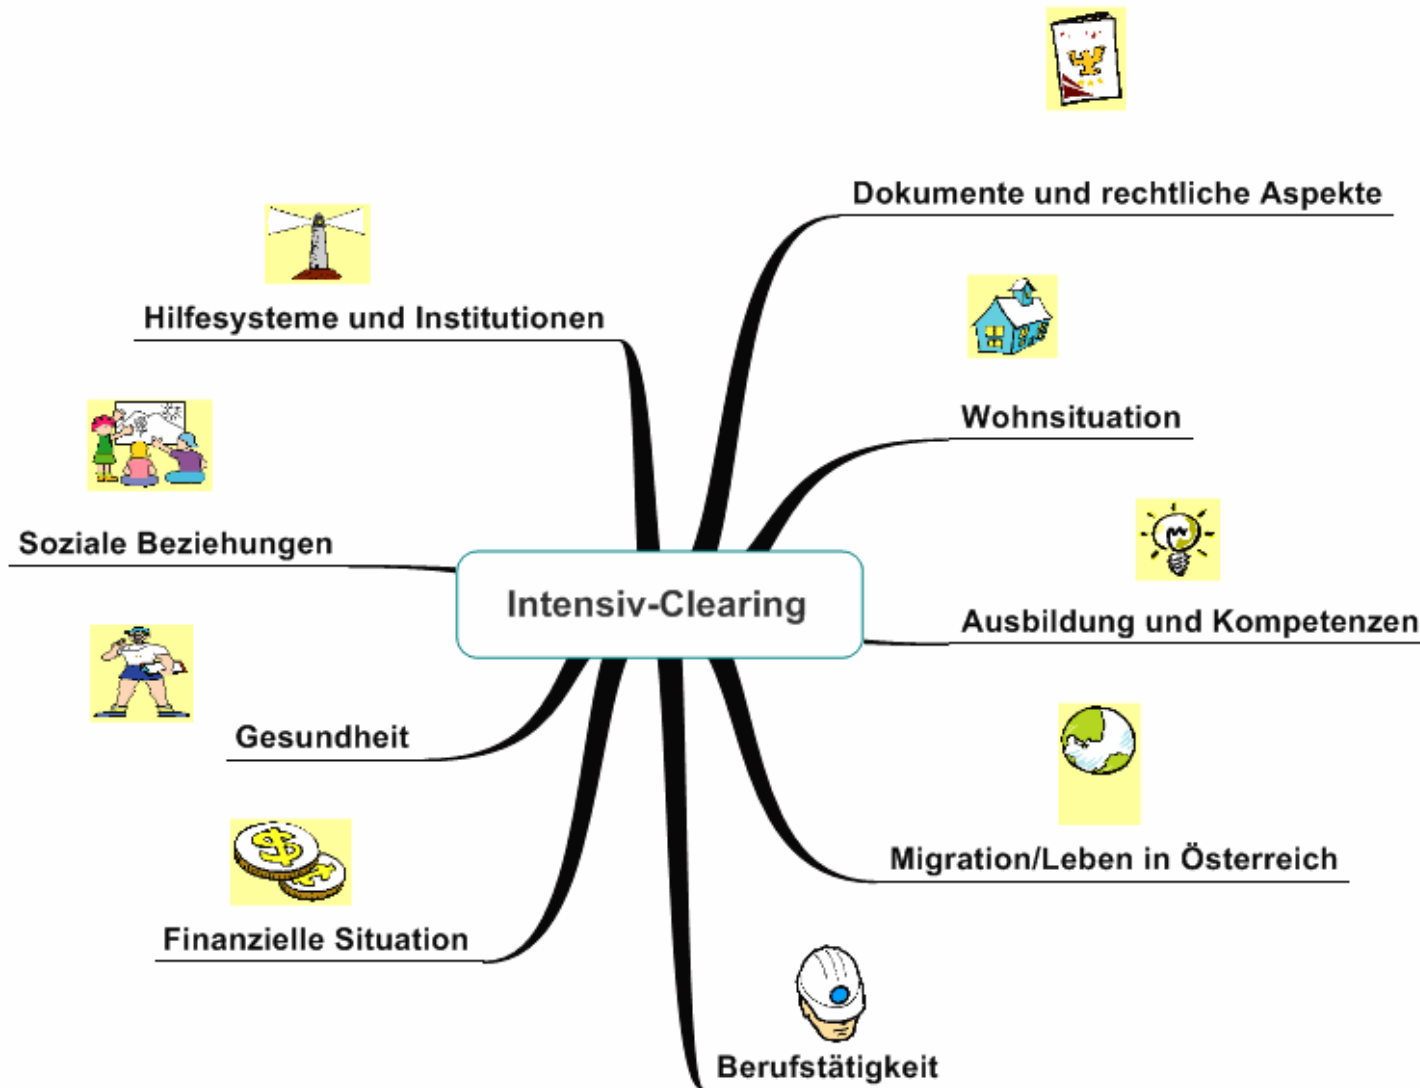 Dokumente und rechtliche Aspekte
Hilfesysteme und Institutionen
Wohnsituation
Soziale Beziehungen
Intensiv-Clearing
Ausbildung und Kompetenzen
Gesundheit
Migration/Leben in Österreich
Finanzielle Situation
Berufstätigkeit